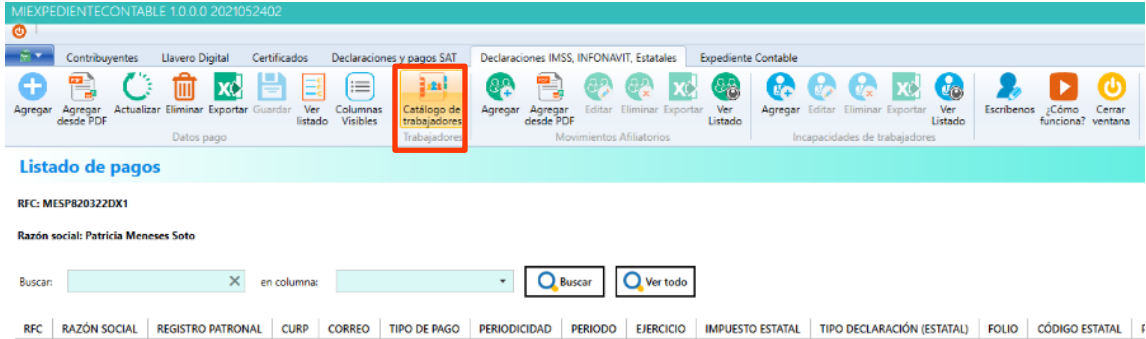 MIEXPEDIENTECONTABLE 1.0.0.0 2021052402
Contribuyentes Llavero Digital Certificados Declaraciones y pagos SAT Declaraciones IMSS, INFONAVIT, Estatales Expediente Contable
Agregar Agregar desde PDF Actualizar Eliminar Exportar Guardar Ver listado Columnas Visibles
Datos pago
Catálogo de trabajadores
Trabajadores
Agregar Agregar desde PDF Editar Eliminar Exportar Ver Listado
Movimientos Afiliatorios
Agregar Editar Eliminar Exportar Ver Listado
Incapacidades de trabajadores
Escríbenos ¿Cómo funciona? Cerrar ventana
Listado de pagos
RFC: MESP820322DX1
Razón social: Patricia Meneses Soto
Buscar: en columna: Buscar Ver todo
RFC RAZÓN SOCIAL REGISTRO PATRONAL CURP CORREO TIPO DE PAGO PERIODICIDAD PERIODO EJERCICIO IMPUESTO ESTATAL TIPO DECLARACIÓN (ESTATAL) FOLIO CÓDIGO ESTATAL